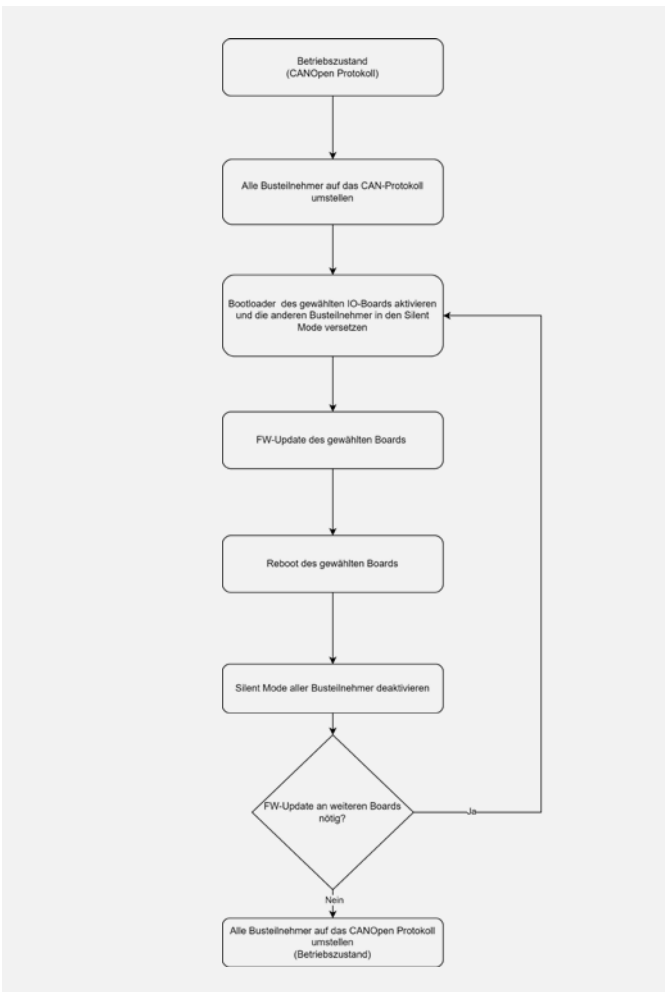 Betriebszustand
(CANOpen Protokoll)
Alle Busteilnehmer auf das CAN-Protokoll
umstellen
Bootloader des gewählten IO-Boards aktivieren
und die anderen Busteilnehmer in den Silent
Mode versetzen
FW-Update des gewählten Boards
Reboot des gewählten Boards
Silent Mode aller Busteilnehmer deaktivieren
FW-Update an weiteren Boards
nötig?
Ja
Nein
Alle Busteilnehmer auf das CANOpen Protokoll
umstellen
(Betriebszustand)